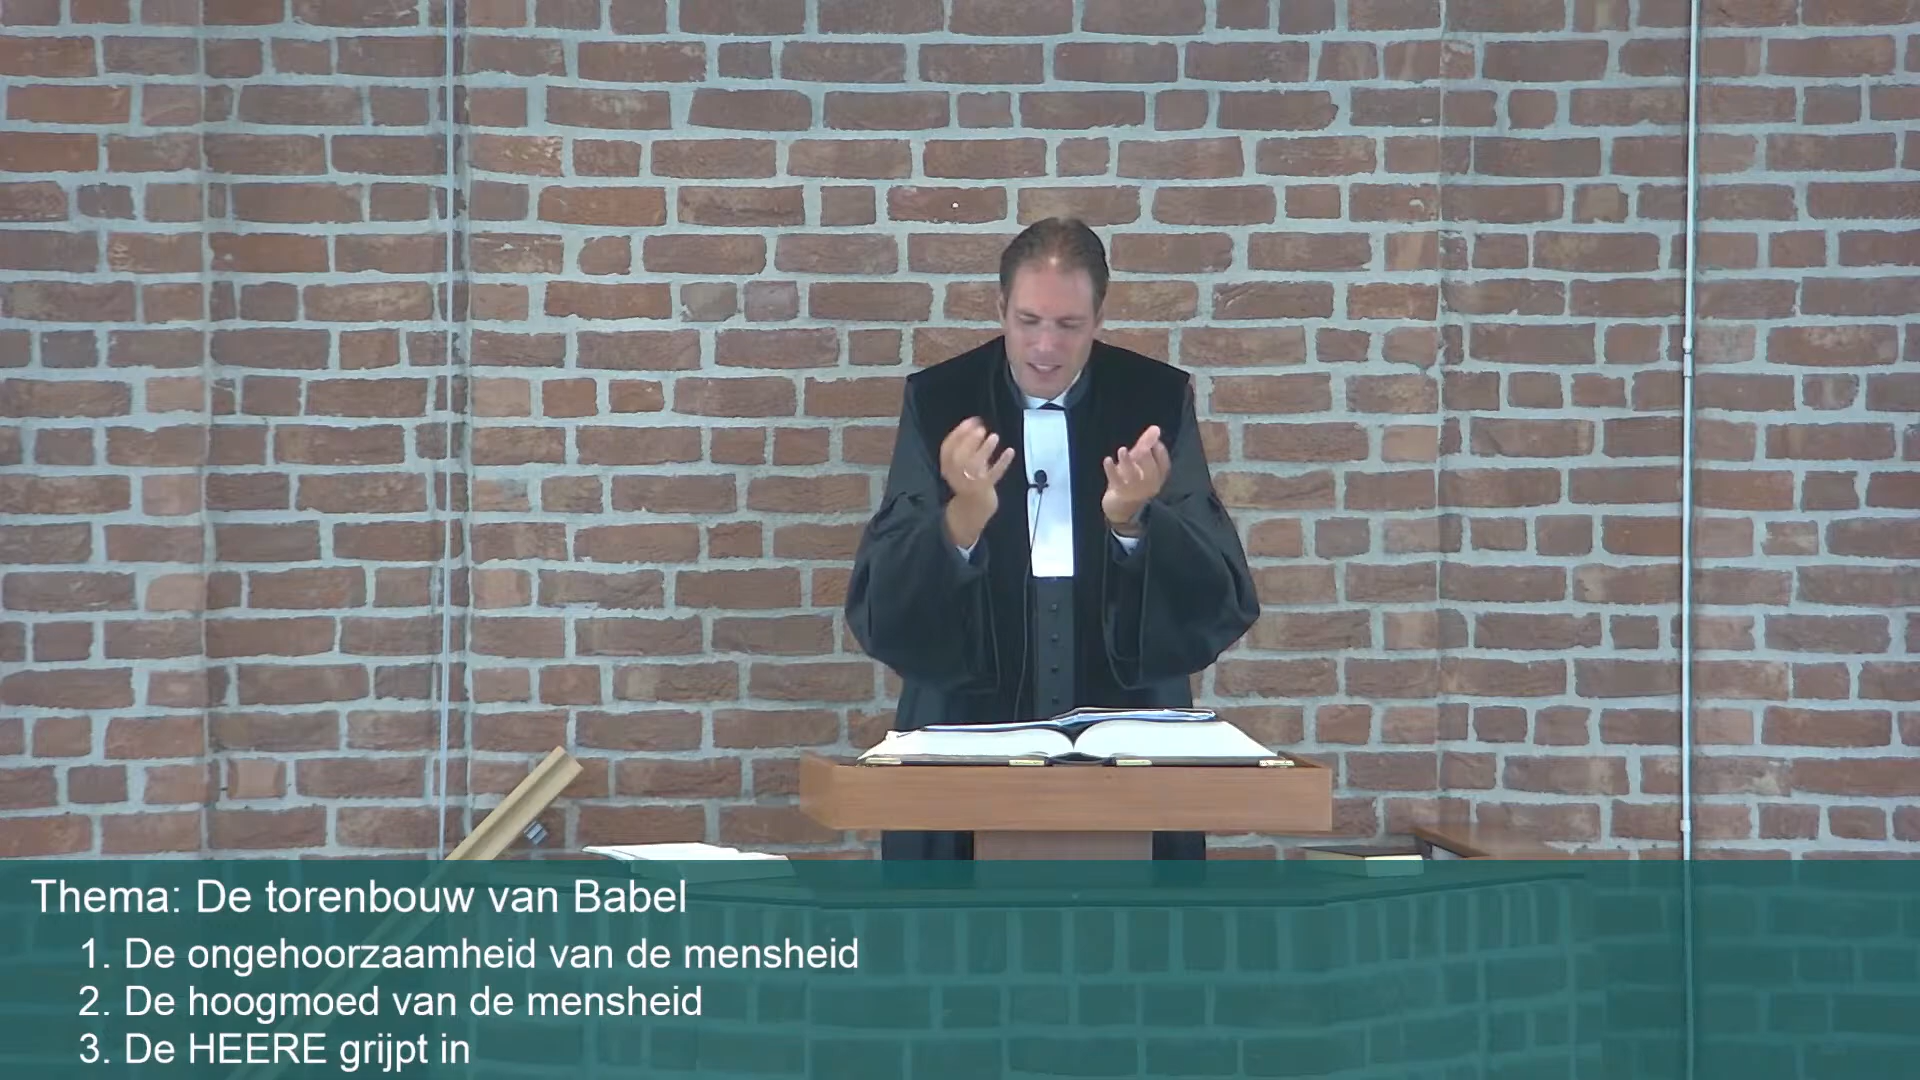 Thema: De torenbouw van Babel
1. De ongehoorzaamheid van de mensheid
2. De hoogmoed van de mensheid
3. De HEERE grijpt in